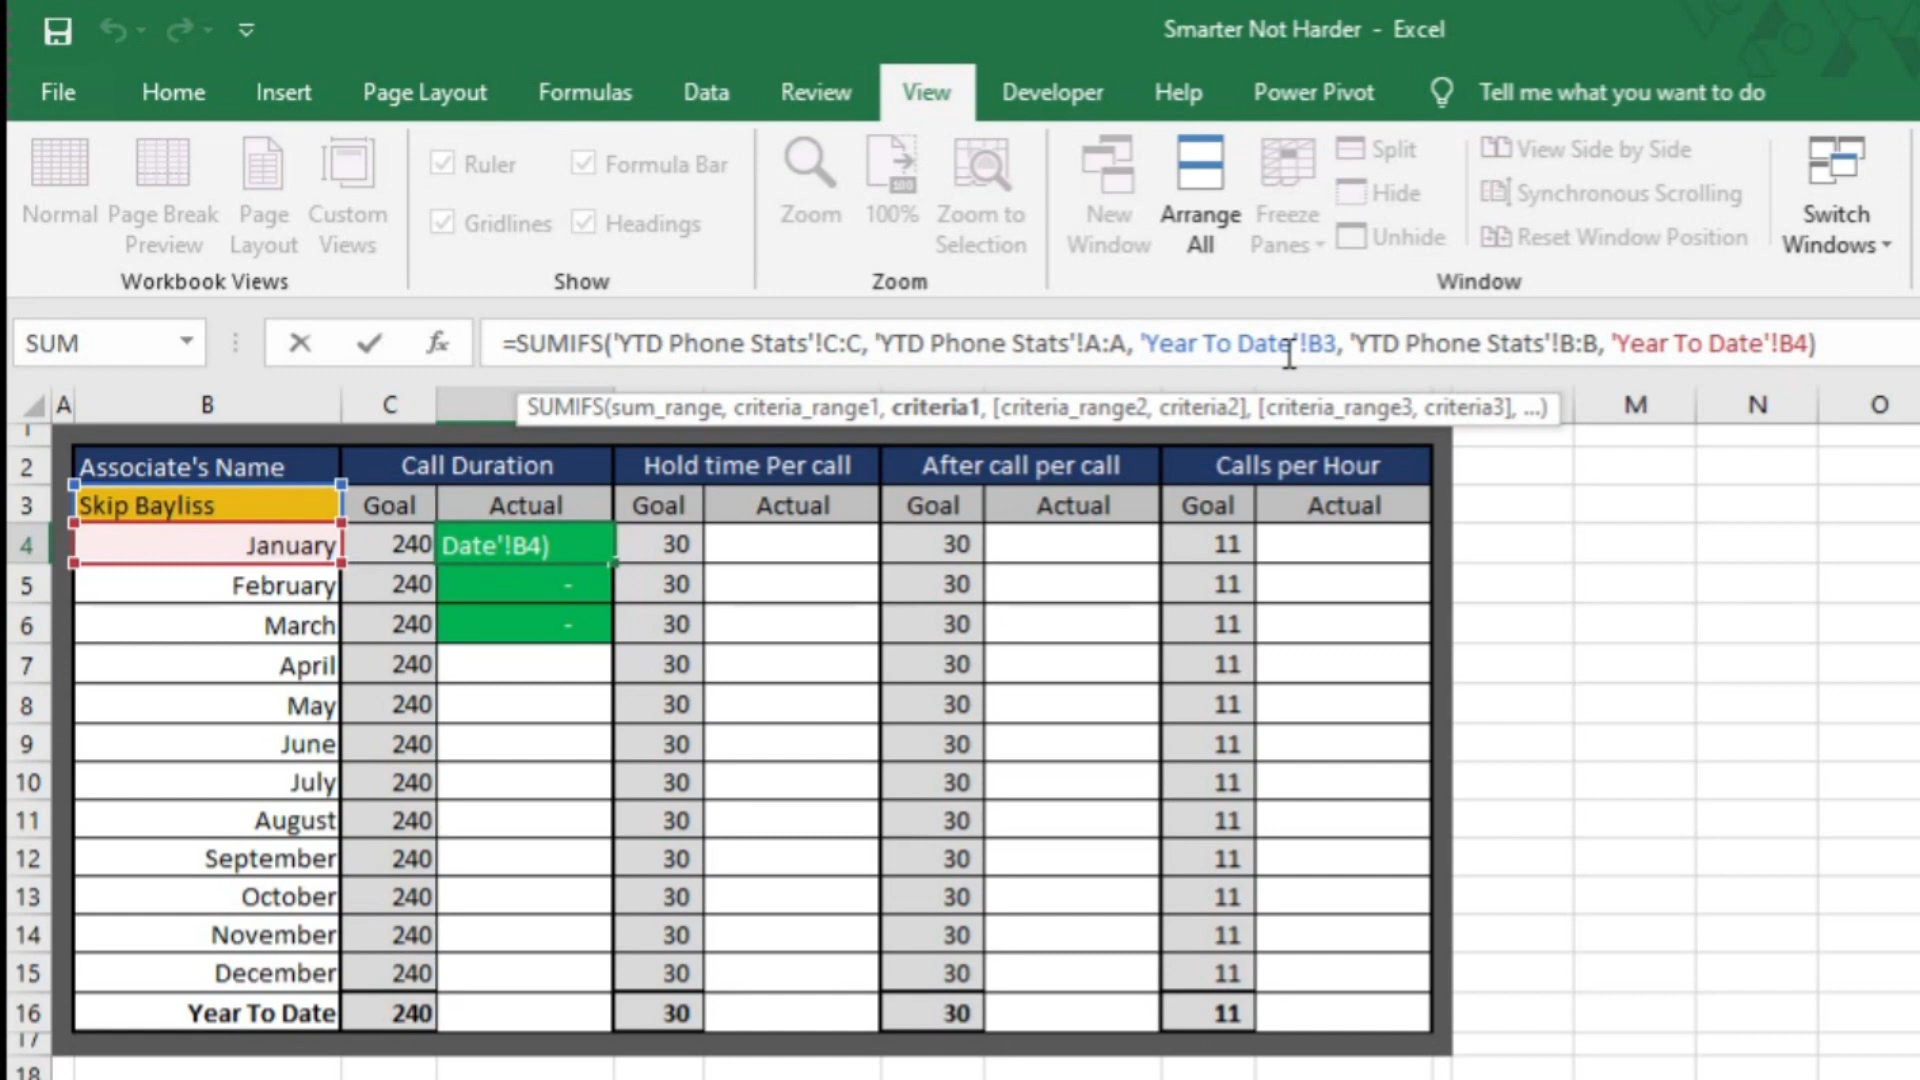 Smarter Not Harder - Excel
File Home Insert Page Layout Formulas Data Review View Developer Help Power Pivot Tell me what you want to do
Normal Page Break Preview Page Layout Custom Views
Workbook Views
Ruler Formula Bar
Gridlines Headings
Show
Zoom 100% Zoom to Selection
Zoom
New Window Arrange All Freeze Panes
Split
Hide
Unhide
View Side by Side
Synchronous Scrolling
Reset Window Position
Switch Windows
Window
SUM fx =SUMIFS('YTD Phone Stats'!C:C, 'YTD Phone Stats'!A:A, 'Year To Date'!B3, 'YTD Phone Stats'!B:B, 'Year To Date'!B4)
SUMIFS(sum_range, criteria_range1, criteria1, [criteria_range2, criteria2], [criteria_range3, criteria3], ...)
A B C M N O
2 Associate's Name Call Duration Hold time Per call After call per call Calls per Hour
3 Skip Bayliss Goal Actual Goal Actual Goal Actual Goal Actual
4 January 240 Date'!B4) 30 30 11
5 February 240 - 30 30 11
6 March 240 - 30 30 11
7 April 240 30 30 11
8 May 240 30 30 11
9 June 240 30 30 11
10 July 240 30 30 11
11 August 240 30 30 11
12 September 240 30 30 11
13 October 240 30 30 11
14 November 240 30 30 11
15 December 240 30 30 11
16 Year To Date 240 30 30 11
17
18